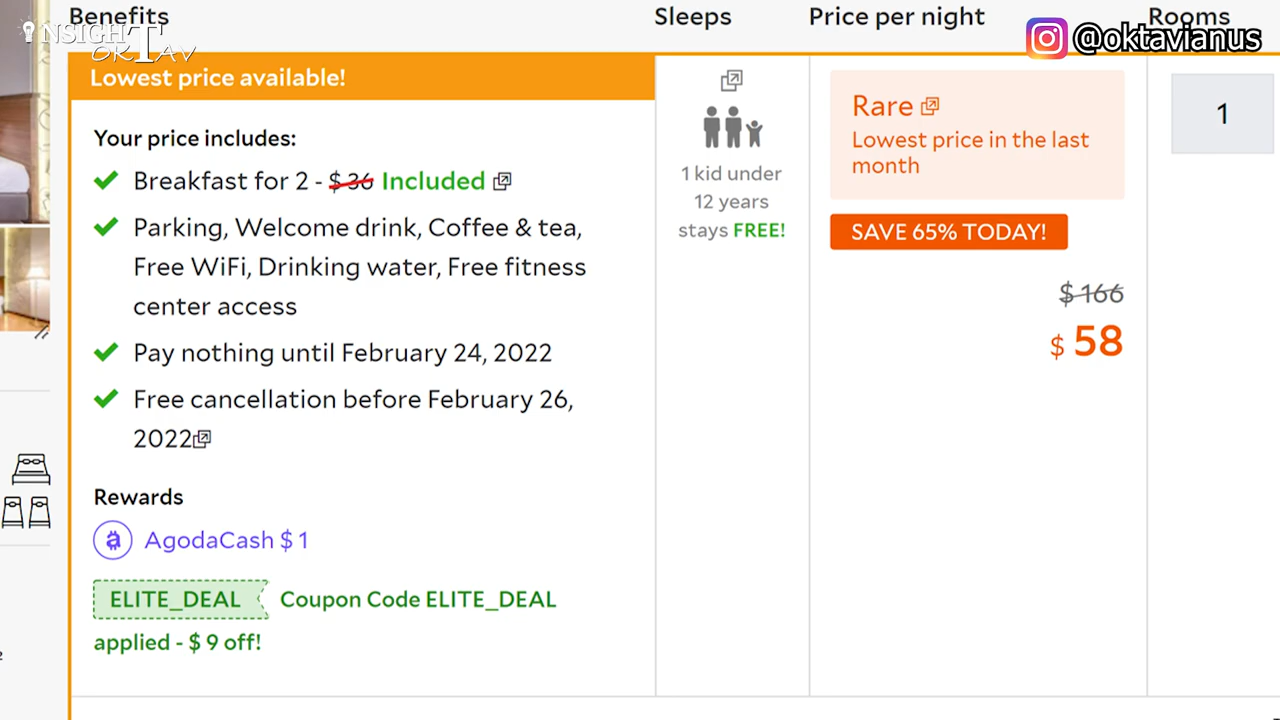 Benefits
Sleeps
Price per night
Rooms
INSIGHT
OKTAV
@oktavianus
Lowest price available!
Your price includes:
Breakfast for 2 - $ 36 Included
Parking, Welcome drink, Coffee & tea,
Free WiFi, Drinking water, Free fitness
center access
Pay nothing until February 24, 2022
Free cancellation before February 26,
2022
Rewards
AgodaCash $ 1
ELITE_DEAL Coupon Code ELITE_DEAL
applied - $ 9 off!
1 kid under
12 years
stays FREE!
Rare
Lowest price in the last
month
SAVE 65% TODAY!
$ 166
$ 58
1